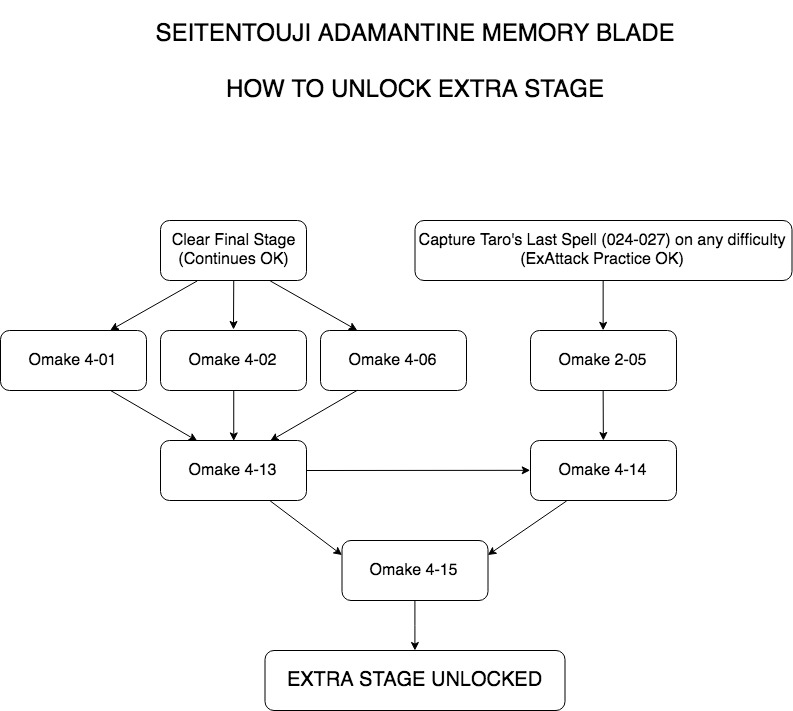 SEITENTOUJI ADAMANTINE MEMORY BLADE
HOW TO UNLOCK EXTRA STAGE
Clear Final Stage
(Continues OK)
Capture Taro's Last Spell (024-027) on any difficulty
(ExAttack Practice OK)
Omake 4-01
Omake 4-02
Omake 4-06
Omake 2-05
Omake 4-13
Omake 4-14
Omake 4-15
EXTRA STAGE UNLOCKED